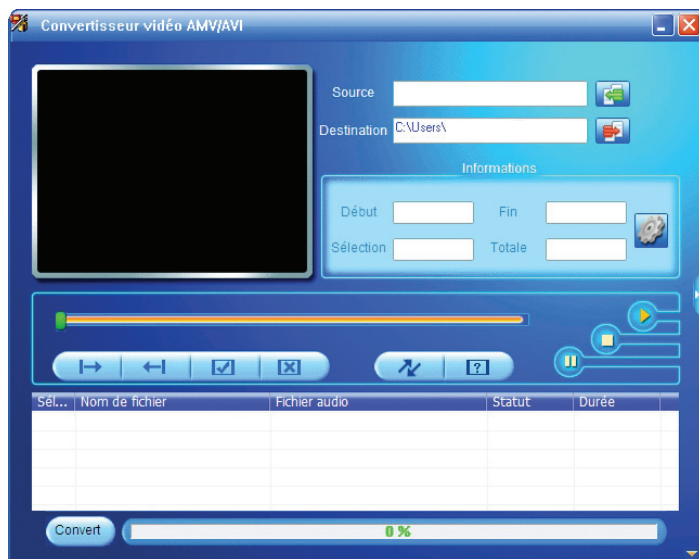 Convertisseur vidéo AMV/AVI
Source
Destination C:\Users\
Informations
Début Fin
Sélection Totale
Sél... Nom de fichier Fichier audio Statut Durée
Convert 0 %